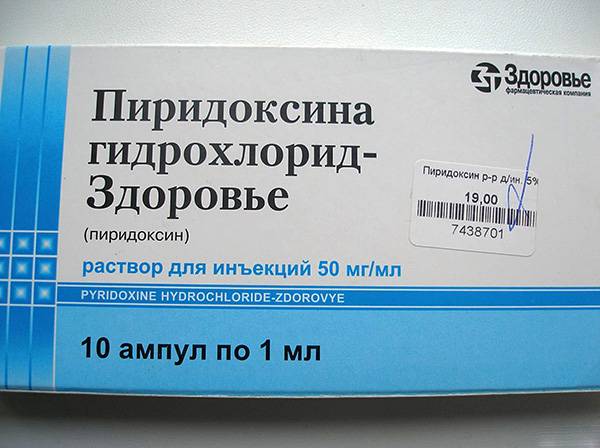 ЗТ Здоровье
фармацевтическая компания
Пиридоксина
гидрохлорид-
Здоровье
(пиридоксин)
Пиридоксин р-р д/ин. 5%
19,00
7438701
раствор для инъекций 50 мг/мл
PYRIDOXINE HYDROCHLORIDE-ZDOROVYE
10 ампул по 1 мл